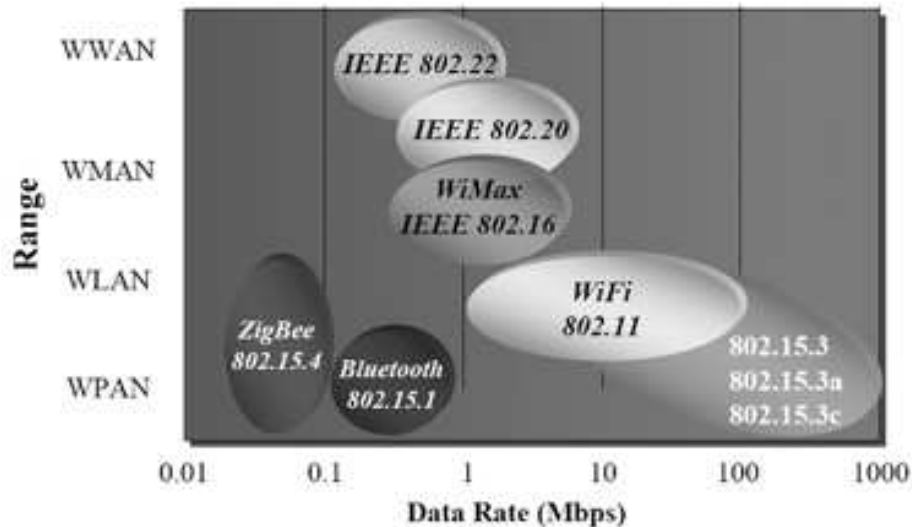 WWAN
IEEE 802.22
IEEE 802.20
WMAN
WiMax
IEEE 802.16
Range
WLAN
WiFi
802.11
ZigBee
802.15.4
802.15.3
802.15.3a
802.15.3c
Bluetooth
802.15.1
WPAN
0.01 0.1 1 10 100 1000
Data Rate (Mbps)